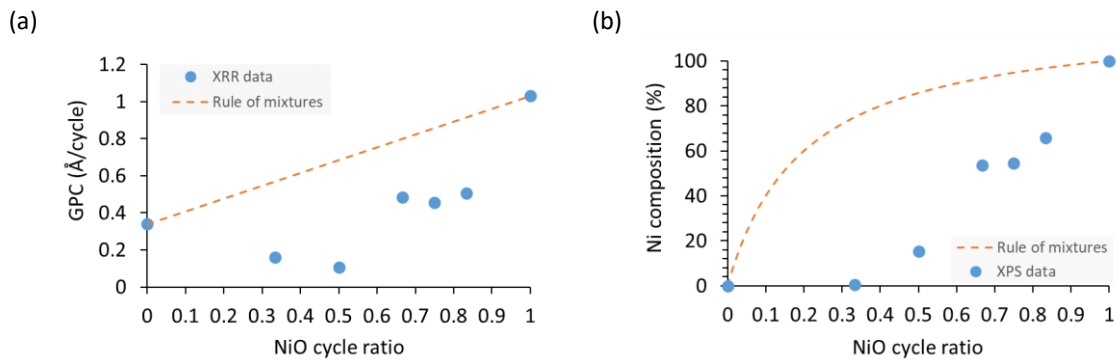 (a)
GPC (Å/cycle)
1.2
1
0.8
0.6
0.4
0.2
0
XRR data
Rule of mixtures
0 0.1 0.2 0.3 0.4 0.5 0.6 0.7 0.8 0.9 1
NiO cycle ratio
(b)
Ni composition (%)
100
80
60
40
20
0
Rule of mixtures
XPS data
0 0.1 0.2 0.3 0.4 0.5 0.6 0.7 0.8 0.9 1
NiO cycle ratio